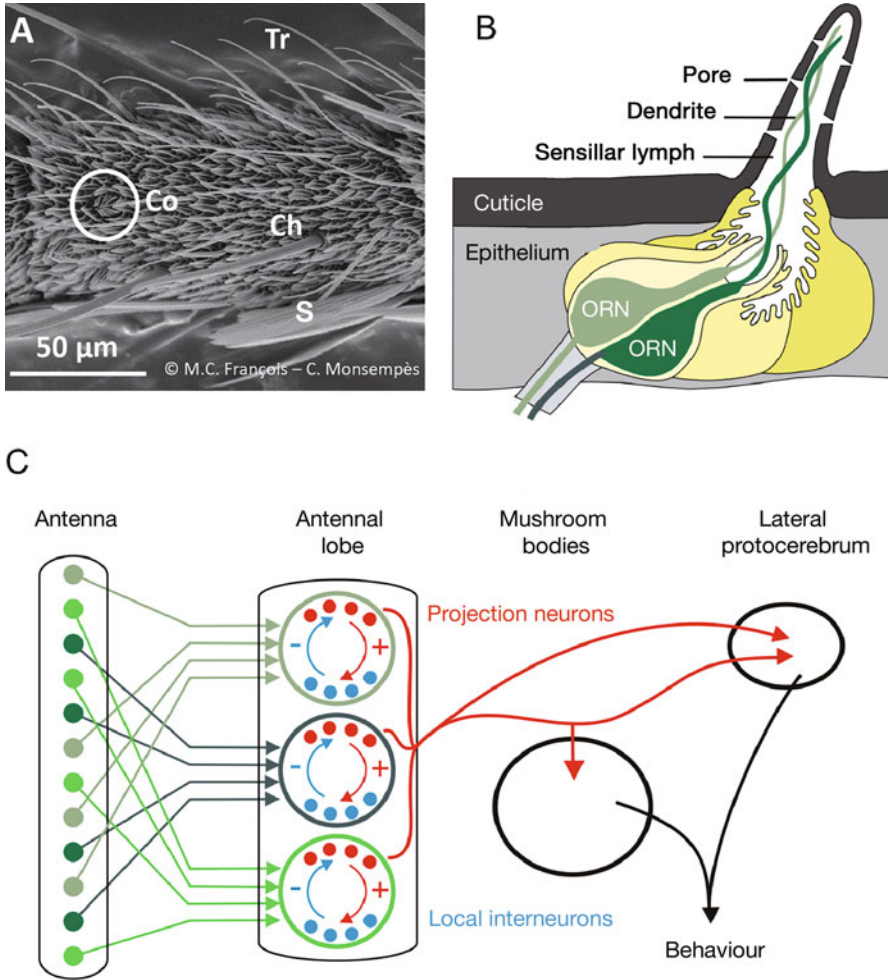 A
Tr
Co
Ch
S
50 µm
© M.C. François – C. Monsempès
B
Pore
Dendrite
Sensillar lymph
Cuticle
Epithelium
ORN
ORN
C
Antenna
Antennal
lobe
Mushroom
bodies
Lateral
protocerebrum
Projection neurons
- +
- +
- +
Local interneurons
Behaviour